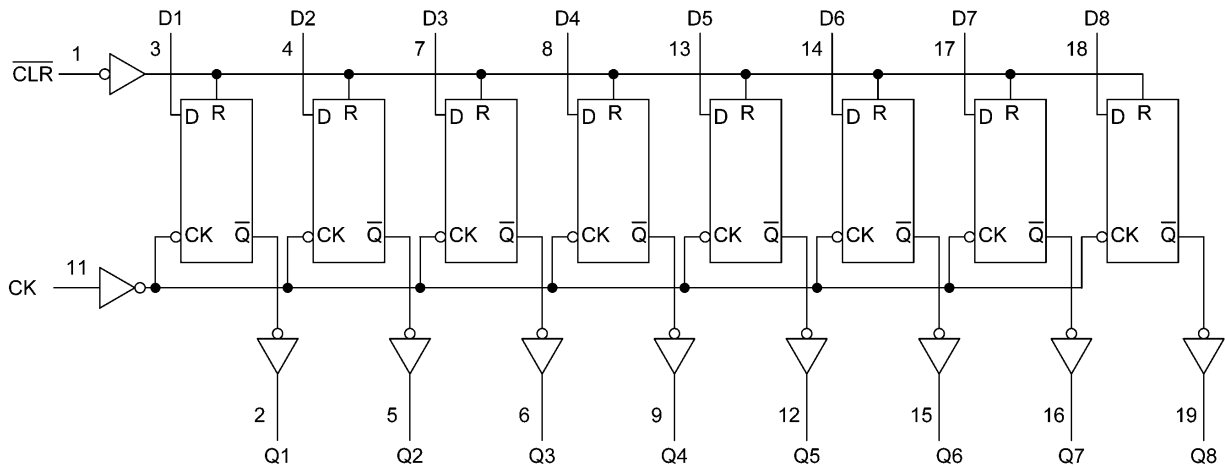 D1 D2 D3 D4 D5 D6 D7 D8
1 3 4 7 8 13 14 17 18
C̅L̅R̅
D R D R D R D R D R D R D R D R
CK Q̅ CK Q̅ CK Q̅ CK Q̅ CK Q̅ CK Q̅ CK Q̅ CK Q̅
11
CK
2 5 6 9 12 15 16 19
Q1 Q2 Q3 Q4 Q5 Q6 Q7 Q8